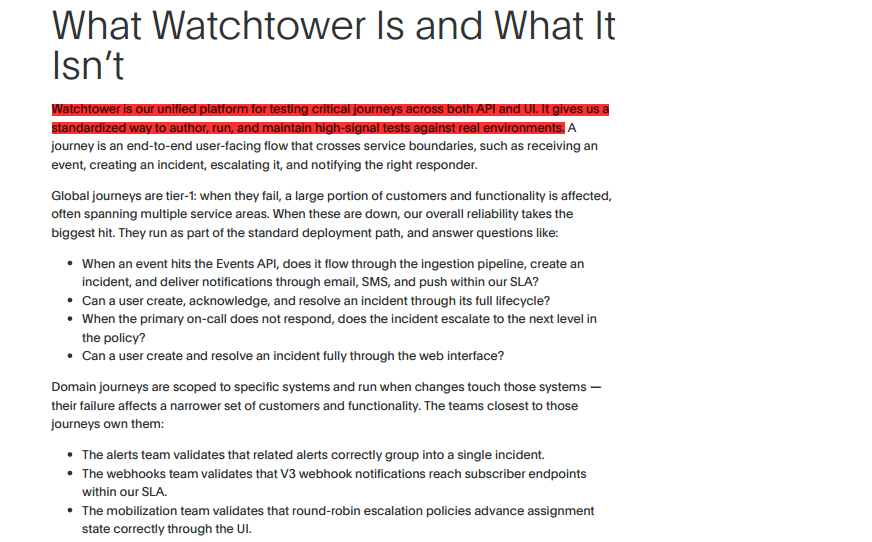 What Watchtower Is and What It
Isn’t
Watchtower is our unified platform for testing critical journeys across both API and UI. It gives us a
standardized way to author, run, and maintain high-signal tests against real environments. A
journey is an end-to-end user-facing flow that crosses service boundaries, such as receiving an
event, creating an incident, escalating it, and notifying the right responder.
Global journeys are tier-1: when they fail, a large portion of customers and functionality is affected,
often spanning multiple service areas. When these are down, our overall reliability takes the
biggest hit. They run as part of the standard deployment path, and answer questions like:
• When an event hits the Events API, does it flow through the ingestion pipeline, create an
incident, and deliver notifications through email, SMS, and push within our SLA?
• Can a user create, acknowledge, and resolve an incident through its full lifecycle?
• When the primary on-call does not respond, does the incident escalate to the next level in
the policy?
• Can a user create and resolve an incident fully through the web interface?
Domain journeys are scoped to specific systems and run when changes touch those systems —
their failure affects a narrower set of customers and functionality. The teams closest to those
journeys own them:
• The alerts team validates that related alerts correctly group into a single incident.
• The webhooks team validates that V3 webhook notifications reach subscriber endpoints
within our SLA.
• The mobilization team validates that round-robin escalation policies advance assignment
state correctly through the UI.